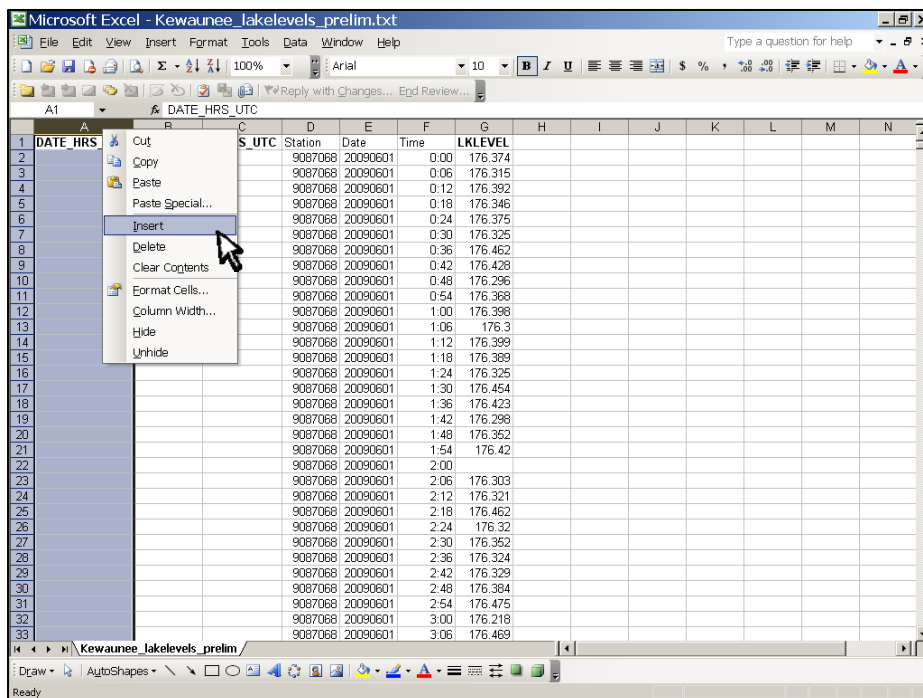 Microsoft Excel - Kewaunee_lakelevels_prelim.txt
File Edit View Insert Format Tools Data Window Help Type a question for help
100% Arial 10 B I U $ % ,
Reply with Changes... End Review...
A1 fx DATE_HRS_UTC
A B C D E F G H I J K L M N
1 DATE_HRS_ S_UTC Station Date Time LKLEVEL
2 9087068 20090601 0:00 176.374
3 9087068 20090601 0:06 176.315
4 9087068 20090601 0:12 176.392
5 9087068 20090601 0:18 176.346
6 9087068 20090601 0:24 176.375
7 9087068 20090601 0:30 176.325
8 9087068 20090601 0:36 176.462
9 9087068 20090601 0:42 176.428
10 9087068 20090601 0:48 176.296
11 9087068 20090601 0:54 176.368
12 9087068 20090601 1:00 176.398
13 9087068 20090601 1:06 176.3
14 9087068 20090601 1:12 176.399
15 9087068 20090601 1:18 176.389
16 9087068 20090601 1:24 176.325
17 9087068 20090601 1:30 176.454
18 9087068 20090601 1:36 176.423
19 9087068 20090601 1:42 176.298
20 9087068 20090601 1:48 176.352
21 9087068 20090601 1:54 176.42
22 9087068 20090601 2:00
23 9087068 20090601 2:06 176.303
24 9087068 20090601 2:12 176.321
25 9087068 20090601 2:18 176.462
26 9087068 20090601 2:24 176.32
27 9087068 20090601 2:30 176.352
28 9087068 20090601 2:36 176.324
29 9087068 20090601 2:42 176.329
30 9087068 20090601 2:48 176.384
31 9087068 20090601 2:54 176.475
32 9087068 20090601 3:00 176.218
33 9087068 20090601 3:06 176.469
Cut
Copy
Paste
Paste Special...
Insert
Delete
Clear Contents
Format Cells...
Column Width...
Hide
Unhide
Kewaunee_lakelevels_prelim
Draw AutoShapes
Ready